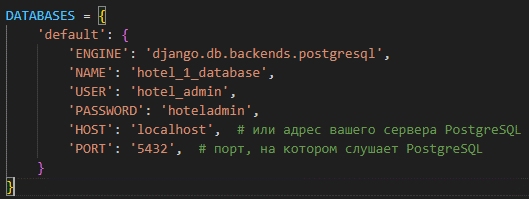 DATABASES = {
    'default': {
        'ENGINE': 'django.db.backends.postgresql',
        'NAME': 'hotel_1_database',
        'USER': 'hotel_admin',
        'PASSWORD': 'hoteladmin',
        'HOST': 'localhost',  # или адрес вашего сервера PostgreSQL
        'PORT': '5432',  # порт, на котором слушает PostgreSQL
    }
}